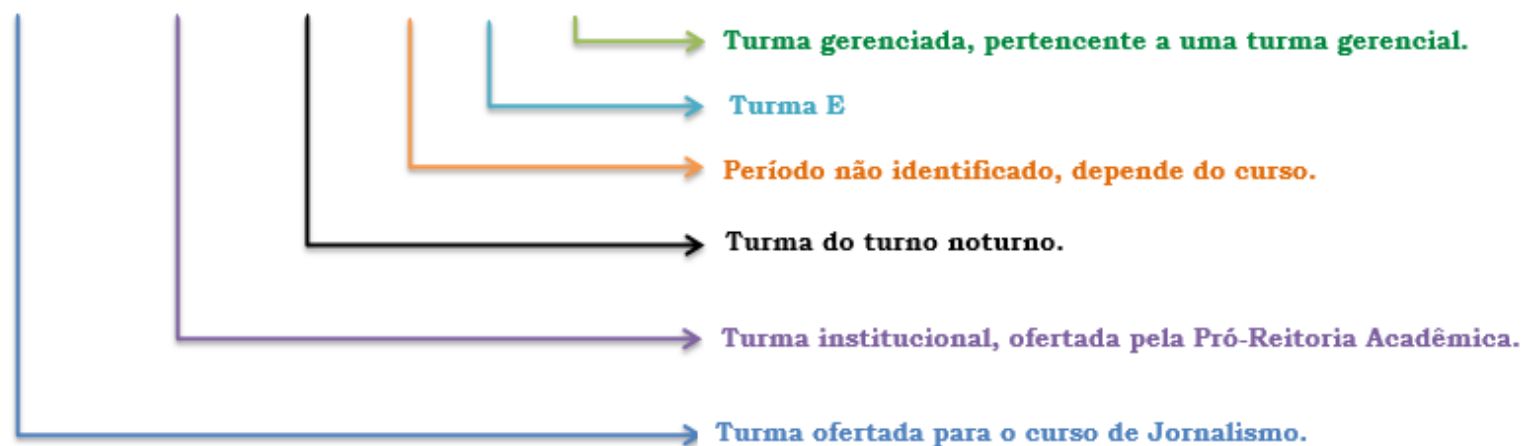 Turma gerenciada, pertencente a uma turma gerencial.
Turma E
Período não identificado, depende do curso.
Turma do turno noturno.
Turma institucional, ofertada pela Pró-Reitoria Acadêmica.
Turma ofertada para o curso de Jornalismo.